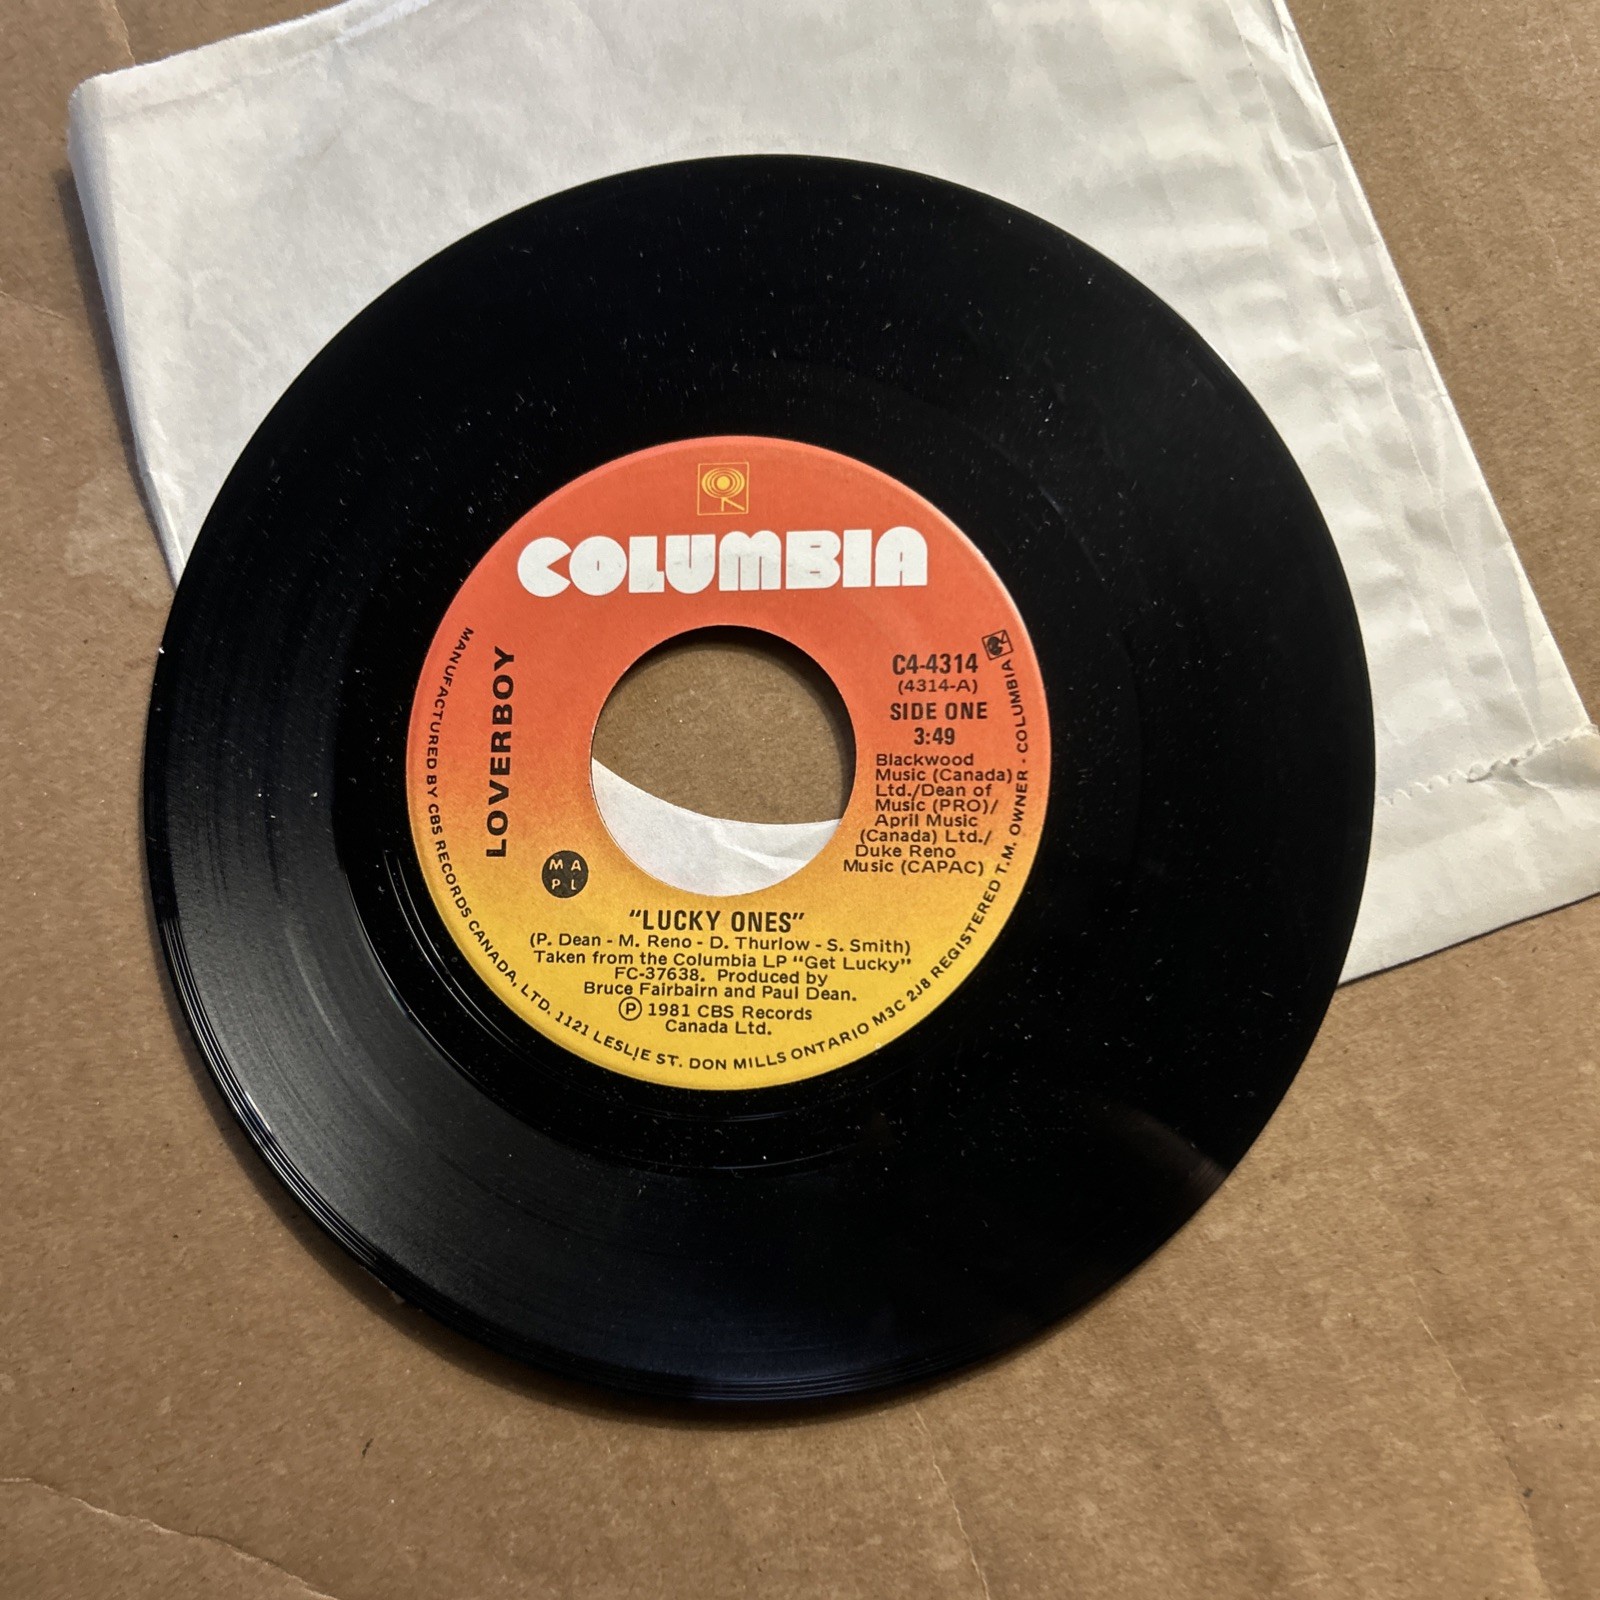 COLUMBIA
LOVERBOY
C4-4314
(4314-A)
SIDE ONE
3:49
Blackwood
Music (Canada)
Ltd./Dean of
Music (PRO)/
April Music
(Canada) Ltd./
Duke Reno
Music (CAPAC)
M A
P L
"LUCKY ONES"
(P. Dean - M. Reno - D. Thurlow - S. Smith)
Taken from the Columbia LP "Get Lucky"
FC-37638. Produced by
Bruce Fairbairn and Paul Dean.
Ⓟ 1981 CBS Records
Canada Ltd.
MANUFACTURED BY CBS RECORDS CANADA, LTD. 1121 LESLIE ST. DON MILLS ONTARIO M3C 2J8 REGISTERED T.M. OWNER - COLUMBIA